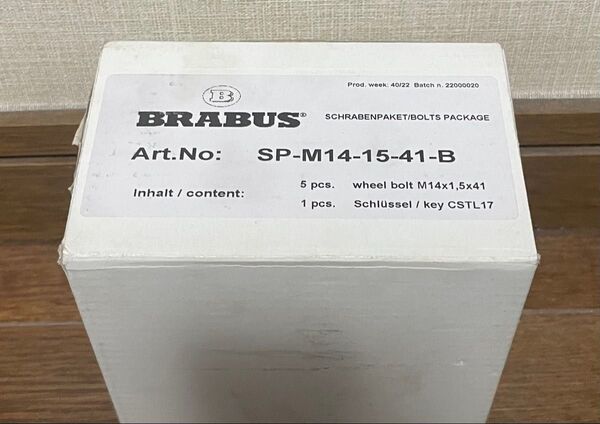 Prod. week: 40/22 Batch n. 22000020
B
BRABUS® SCHRABENPAKET/BOLTS PACKAGE
Art.No: SP-M14-15-41-B
Inhalt / content: 5 pcs. wheel bolt M14x1,5x41
1 pcs. Schlüssel / key CSTL17